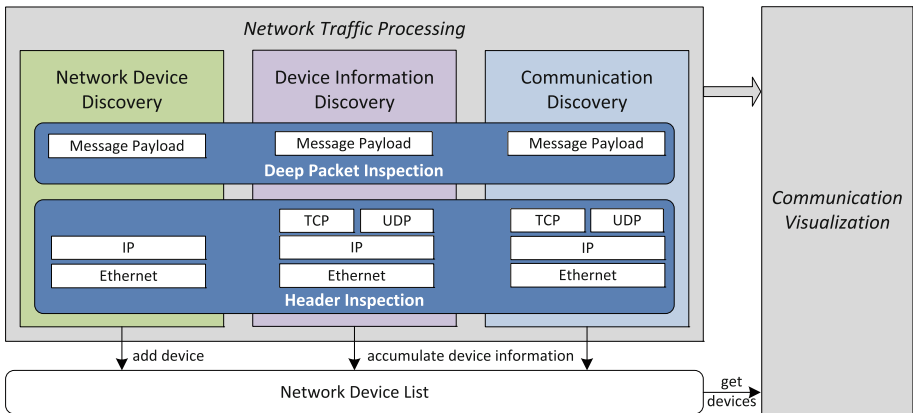 Network Traffic Processing
Network Device
Discovery
Device Information
Discovery
Communication
Discovery
Message Payload
Message Payload
Message Payload
Deep Packet Inspection
TCP
UDP
TCP
UDP
IP
IP
IP
Ethernet
Ethernet
Ethernet
Header Inspection
add device
accumulate device information
Network Device List
get
devices
Communication
Visualization